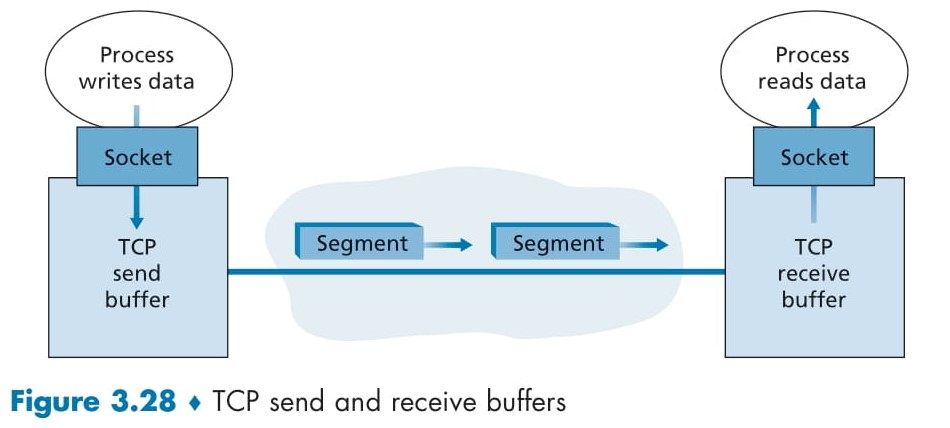 Process
writes data
Socket
TCP
send
buffer
Segment
Segment
Process
reads data
Socket
TCP
receive
buffer
Figure 3.28 ♦ TCP send and receive buffers